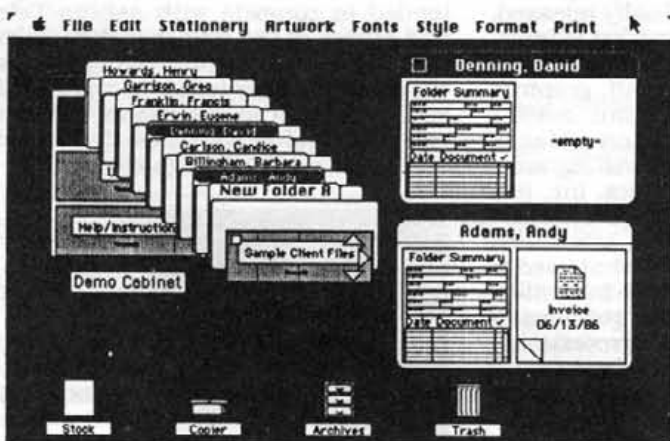 File Edit Stationery Artwork Fonts Style Format Print
Howards, Henry
Garrison, Greg
Franklin, Francis
Erwin, Eugene
Denning, David
Carlson, Candice
Billingham, Barbara
Adams, Andy
New Folder A
Help/Instruction
Sample Client Files
Demo Cabinet
Denning, David
Folder Summary
Date Document ✓
-empty-
Adams, Andy
Folder Summary
Date Document ✓
Invoice
06/13/86
Stock
Copier
Archives
Trash